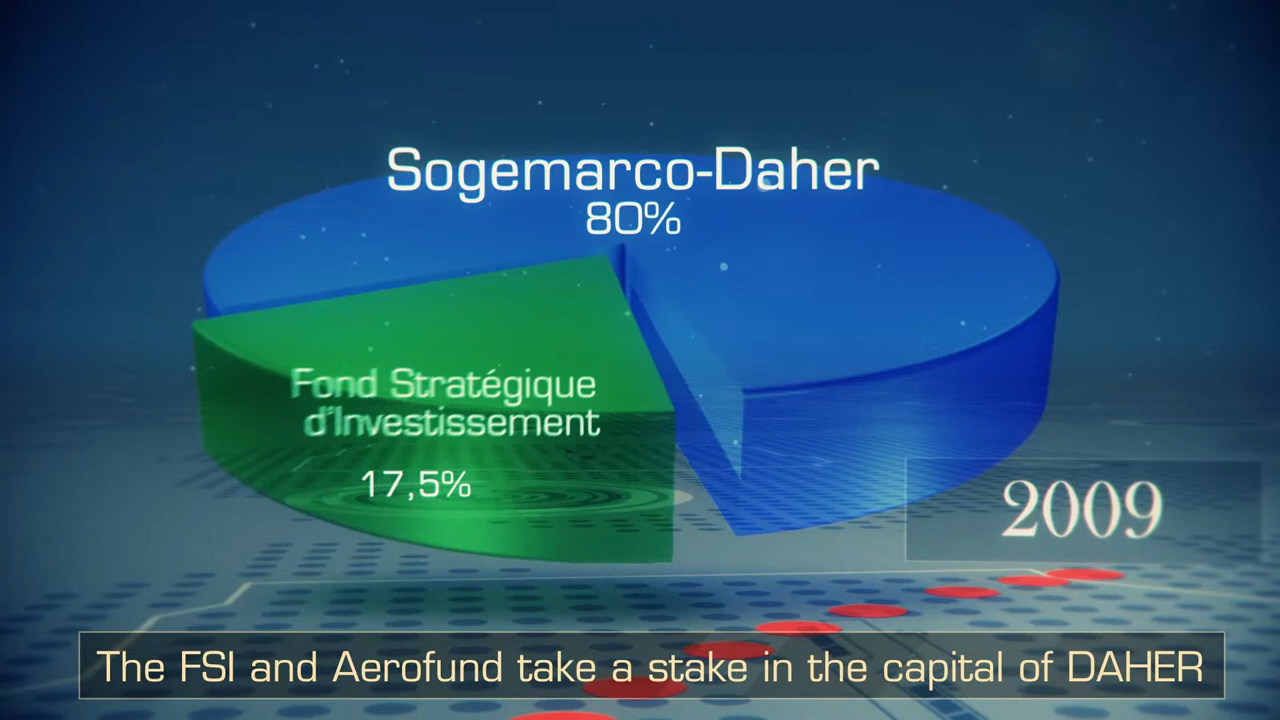 Sogemarco-Daher
80%
Fond Stratégique
d'Investissement
17,5%
2009
The FSI and Aerofund take a stake in the capital of DAHER